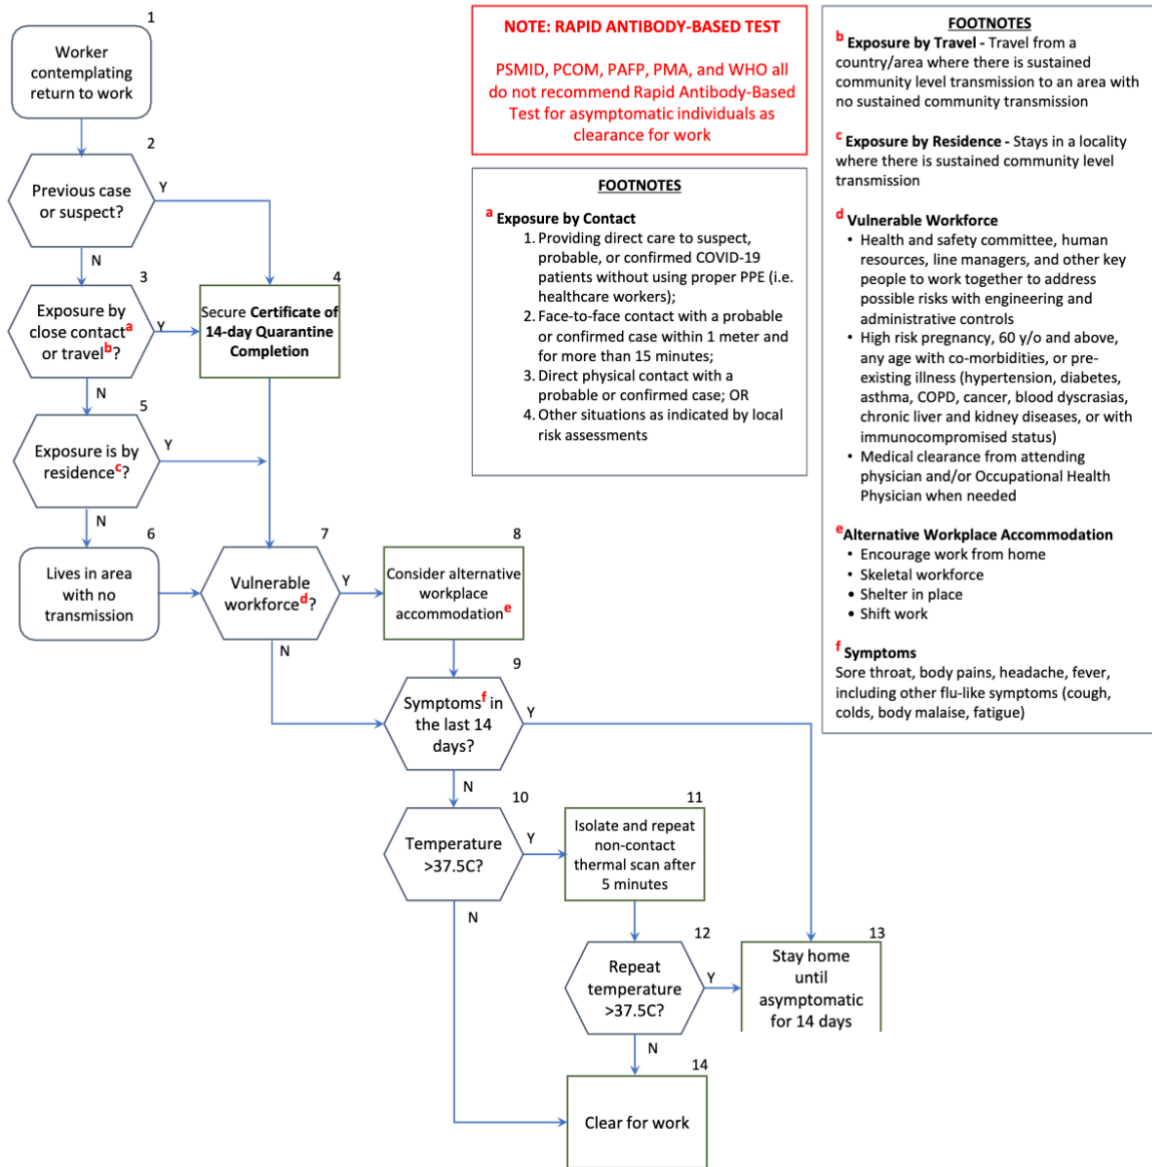 1
Worker
contemplating
return to work
2
Previous case
or suspect?
Y
N
3
Exposure by
close contactᵃ
or travelᵇ?
Y
N
4
Secure Certificate of
14-day Quarantine
Completion
5
Exposure is by
residenceᶜ?
Y
N
6
Lives in area
with no
transmission
7
Vulnerable
workforceᵈ?
Y
N
8
Consider alternative
workplace
accommodationᵉ
9
Symptomsᶠ in
the last 14
days?
Y
N
10
Temperature
>37.5C?
Y
N
11
Isolate and repeat
non-contact
thermal scan after
5 minutes
12
Repeat
temperature
>37.5C?
Y
N
13
Stay home
until
asymptomatic
for 14 days
14
Clear for work
NOTE: RAPID ANTIBODY-BASED TEST
PSMID, PCOM, PAFP, PMA, and WHO all
do not recommend Rapid Antibody-Based
Test for asymptomatic individuals as
clearance for work
FOOTNOTES
ᵃ Exposure by Contact
1. Providing direct care to suspect,
probable, or confirmed COVID-19
patients without using proper PPE (i.e.
healthcare workers);
2. Face-to-face contact with a probable
or confirmed case within 1 meter and
for more than 15 minutes;
3. Direct physical contact with a
probable or confirmed case; OR
4. Other situations as indicated by local
risk assessments
FOOTNOTES
ᵇ Exposure by Travel - Travel from a
country/area where there is sustained
community level transmission to an area with
no sustained community transmission
ᶜ Exposure by Residence - Stays in a locality
where there is sustained community level
transmission
ᵈ Vulnerable Workforce
• Health and safety committee, human
resources, line managers, and other key
people to work together to address
possible risks with engineering and
administrative controls
• High risk pregnancy, 60 y/o and above,
any age with co-morbidities, or pre-
existing illness (hypertension, diabetes,
asthma, COPD, cancer, blood dyscrasias,
chronic liver and kidney diseases, or with
immunocompromised status)
• Medical clearance from attending
physician and/or Occupational Health
Physician when needed
ᵉAlternative Workplace Accommodation
• Encourage work from home
• Skeletal workforce
• Shelter in place
• Shift work
ᶠ Symptoms
Sore throat, body pains, headache, fever,
including other flu-like symptoms (cough,
colds, body malaise, fatigue)